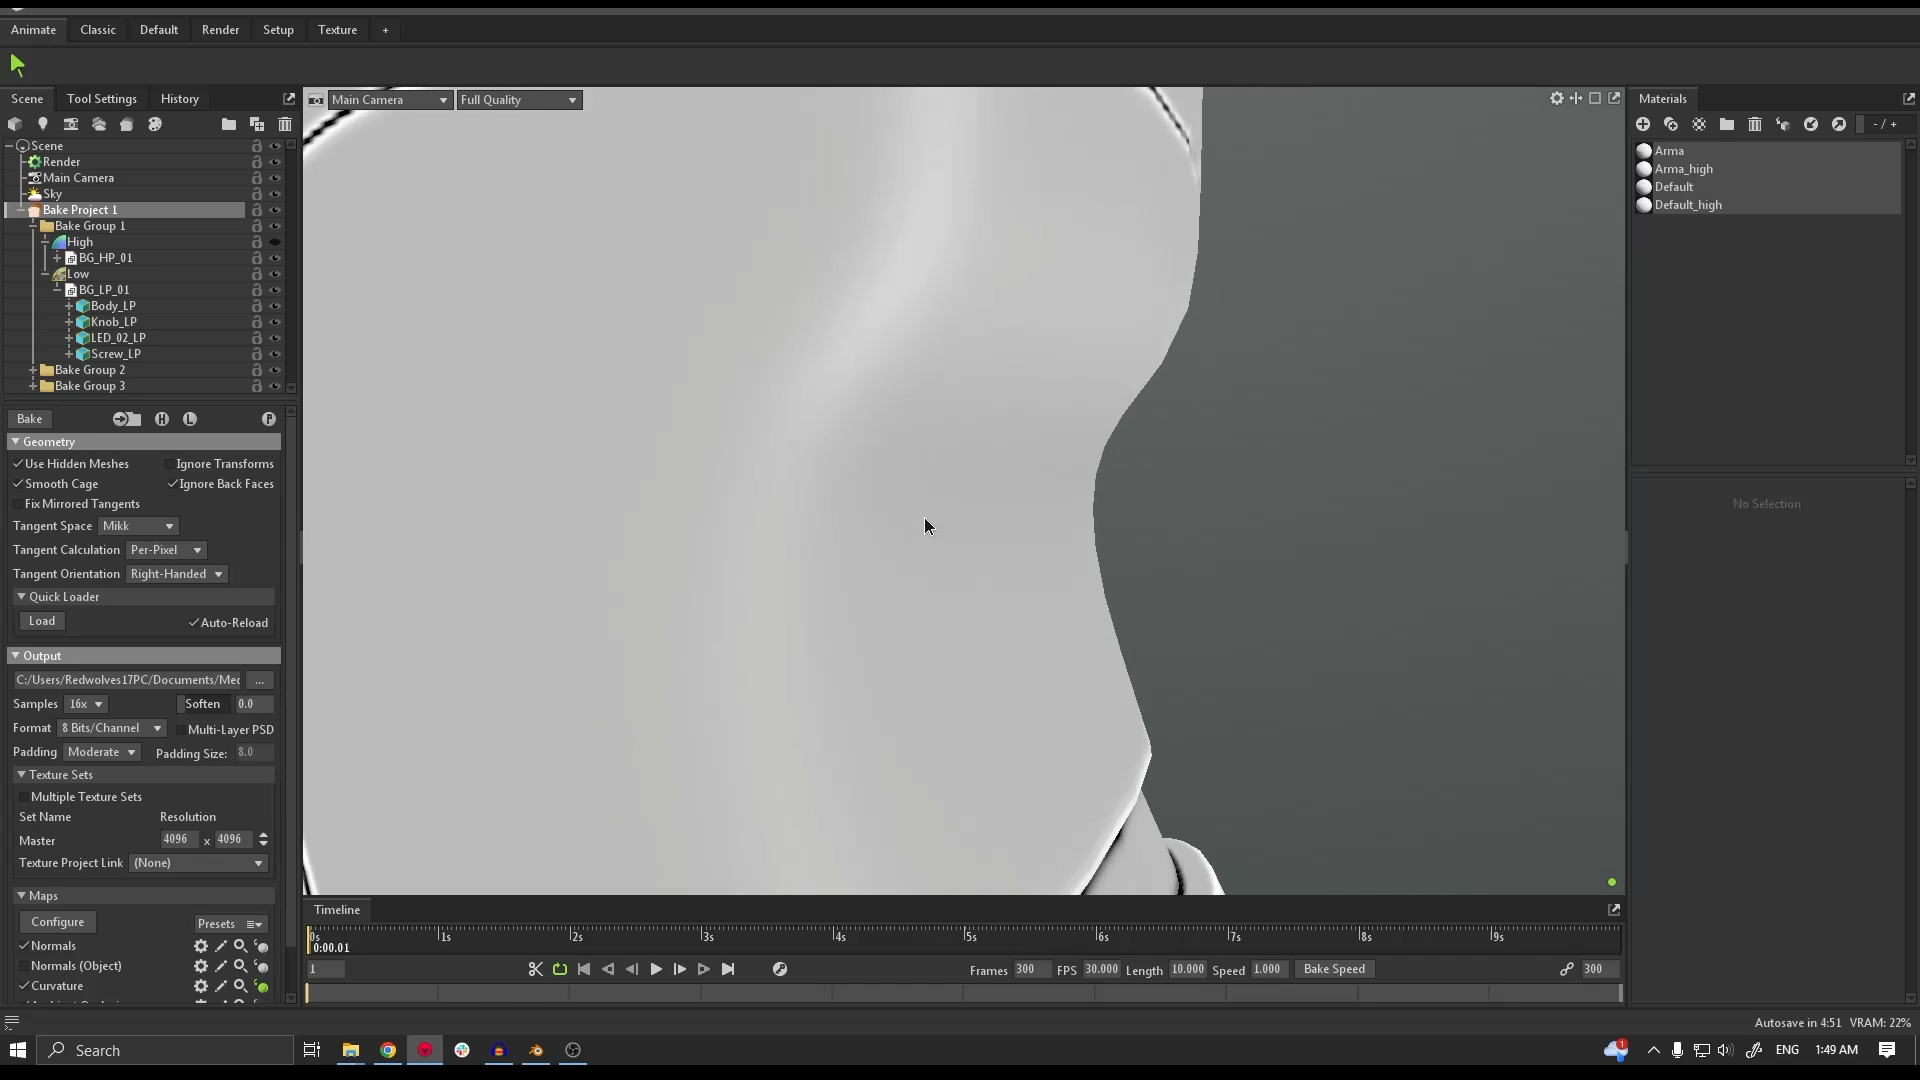 Animate Classic Default Render Setup Texture +
Scene Tool Settings History
Main Camera Full Quality
Materials
- / +
Scene
Render
Main Camera
Sky
Bake Project 1
Bake Group 1
High
BG_HP_01
Low
BG_LP_01
Body_LP
Knob_LP
LED_02_LP
Screw_LP
Bake Group 2
Bake Group 3
Arma
Arma_high
Default
Default_high
Bake H L P
Geometry
Use Hidden Meshes Ignore Transforms
Smooth Cage Ignore Back Faces
Fix Mirrored Tangents
Tangent Space Mikk
Tangent Calculation Per-Pixel
Tangent Orientation Right-Handed
Quick Loader
Load Auto-Reload
Output
C:/Users/Redwolves17PC/Documents/Mec ...
Samples 16x Soften 0.0
Format 8 Bits/Channel Multi-Layer PSD
Padding Moderate Padding Size: 8.0
Texture Sets
Multiple Texture Sets
Set Name Resolution
Master 4096 x 4096
Texture Project Link (None)
Maps
Configure Presets
Normals
Normals (Object)
Curvature
No Selection
Timeline
0s 1s 2s 3s 4s 5s 6s 7s 8s 9s
0:00.01
1 Frames 300 FPS 30.000 Length 10.000 Speed 1.000 Bake Speed 300
Autosave in 4:51 VRAM: 22%
Search 1 ENG 1:49 AM